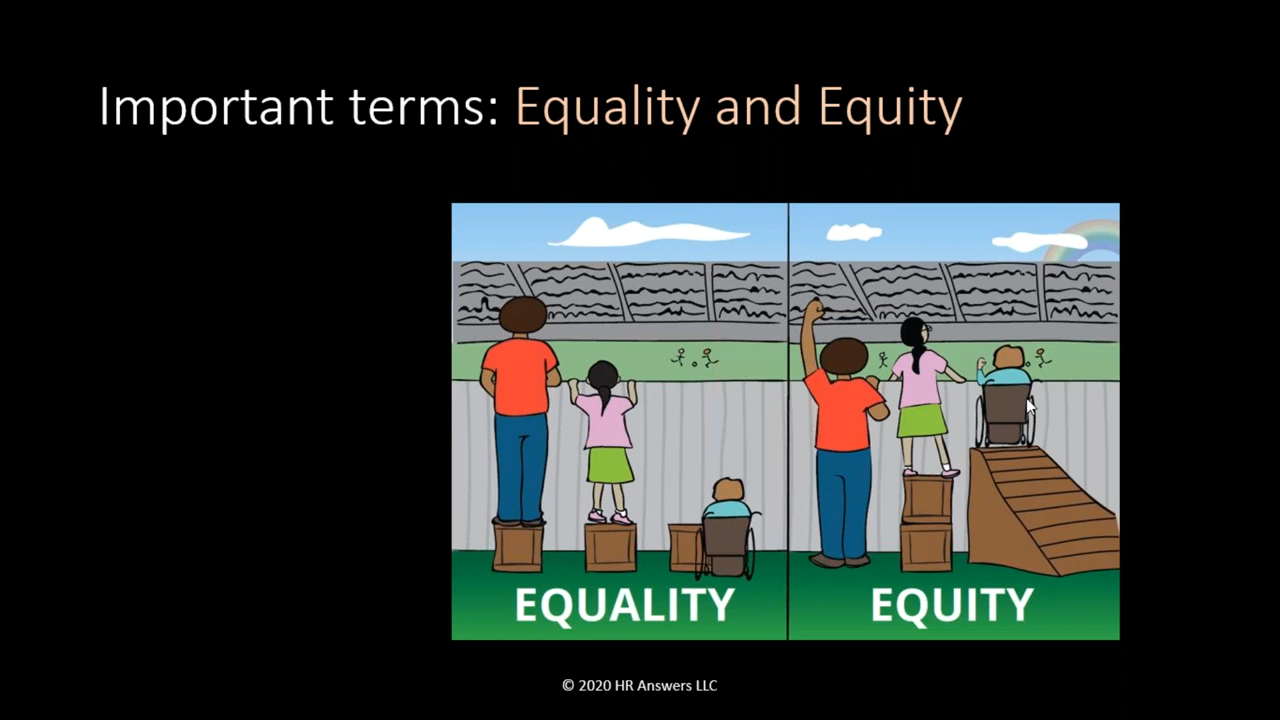 Important terms: Equality and Equity
EQUALITY
EQUITY
© 2020 HR Answers LLC